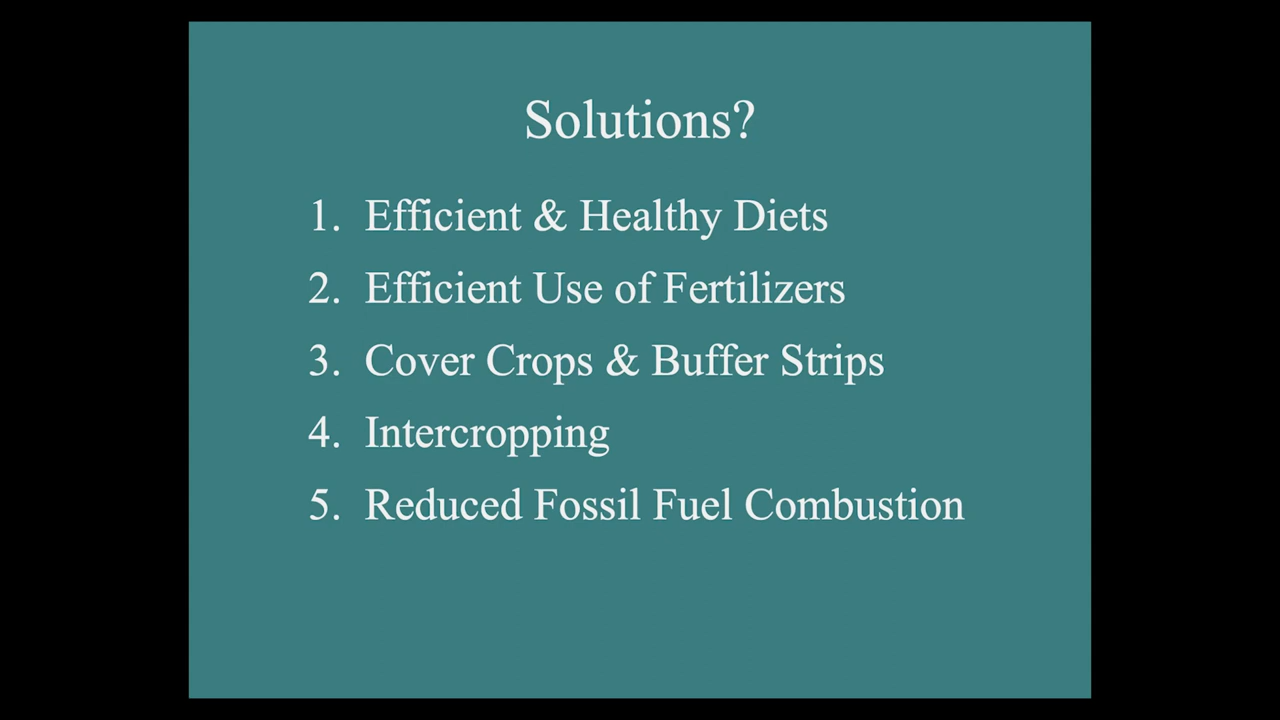 Solutions?
1. Efficient & Healthy Diets
2. Efficient Use of Fertilizers
3. Cover Crops & Buffer Strips
4. Intercropping
5. Reduced Fossil Fuel Combustion